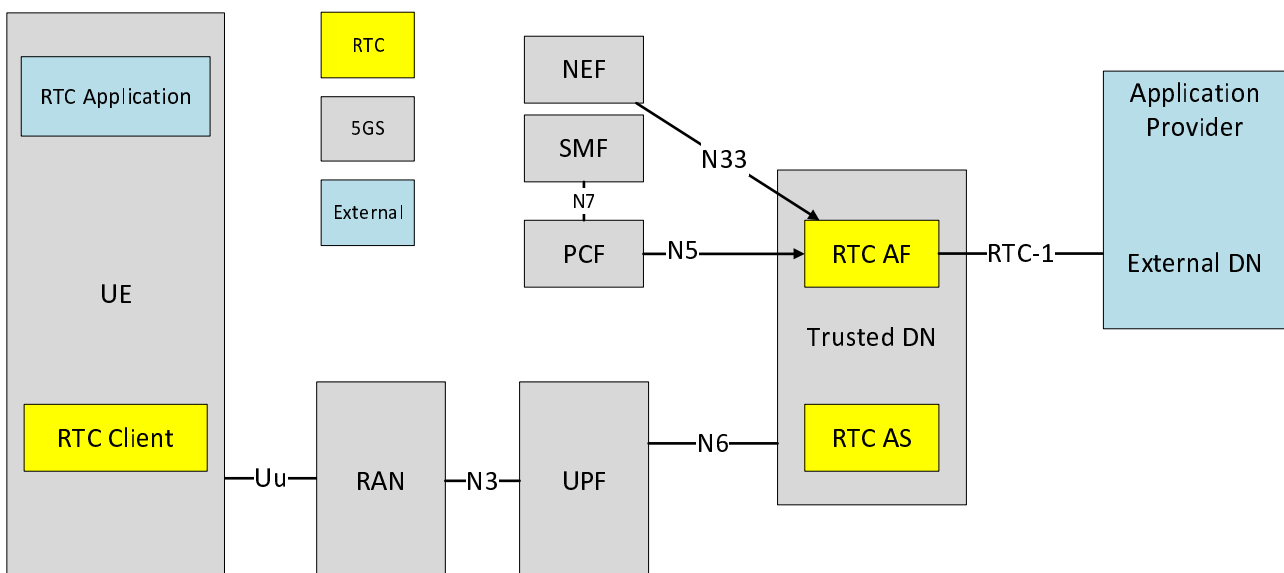 RTC Application
UE
RTC Client
RTC
5GS
External
NEF
SMF
N7
PCF
N33
N5
RTC AF
Trusted DN
RTC AS
RTC-1
Application
Provider
External DN
Uu
RAN
N3
UPF
N6